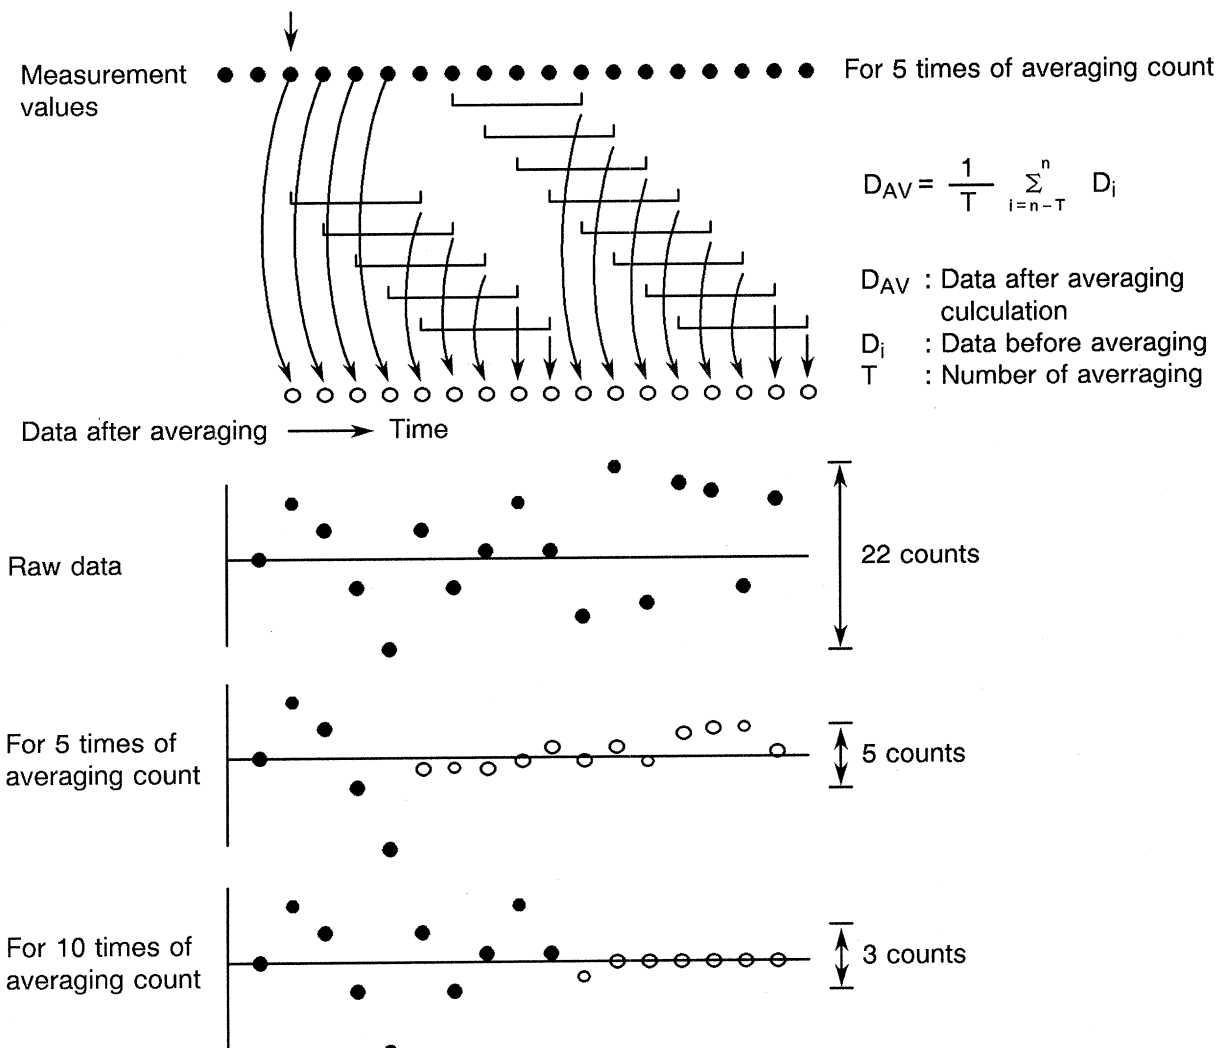 Measurement
values
For 5 times of averaging count
D_AV = 1/T Σ^n_{i=n-T} D_i
D_AV : Data after averaging
culculation
D_i : Data before averaging
T : Number of averraging
Data after averaging → Time
Raw data
22 counts
For 5 times of
averaging count
5 counts
For 10 times of
averaging count
3 counts